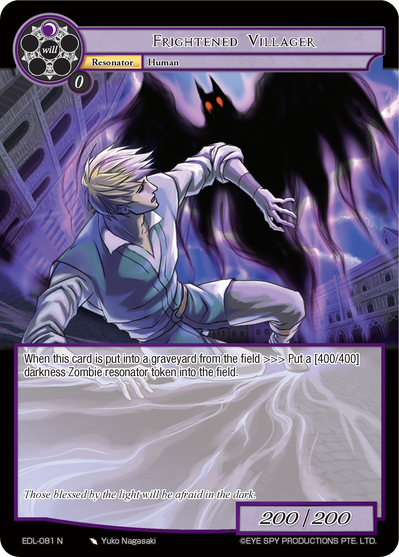 Frightened Villager
will
Resonator
Human
0
When this card is put into a graveyard from the field >>> Put a [400/400]
darkness Zombie resonator token into the field.
Those blessed by the light will be afraid in the dark.
200/200
EDL-081 N
Yuko Nagasaki
©EYE SPY PRODUCTIONS PTE. LTD.